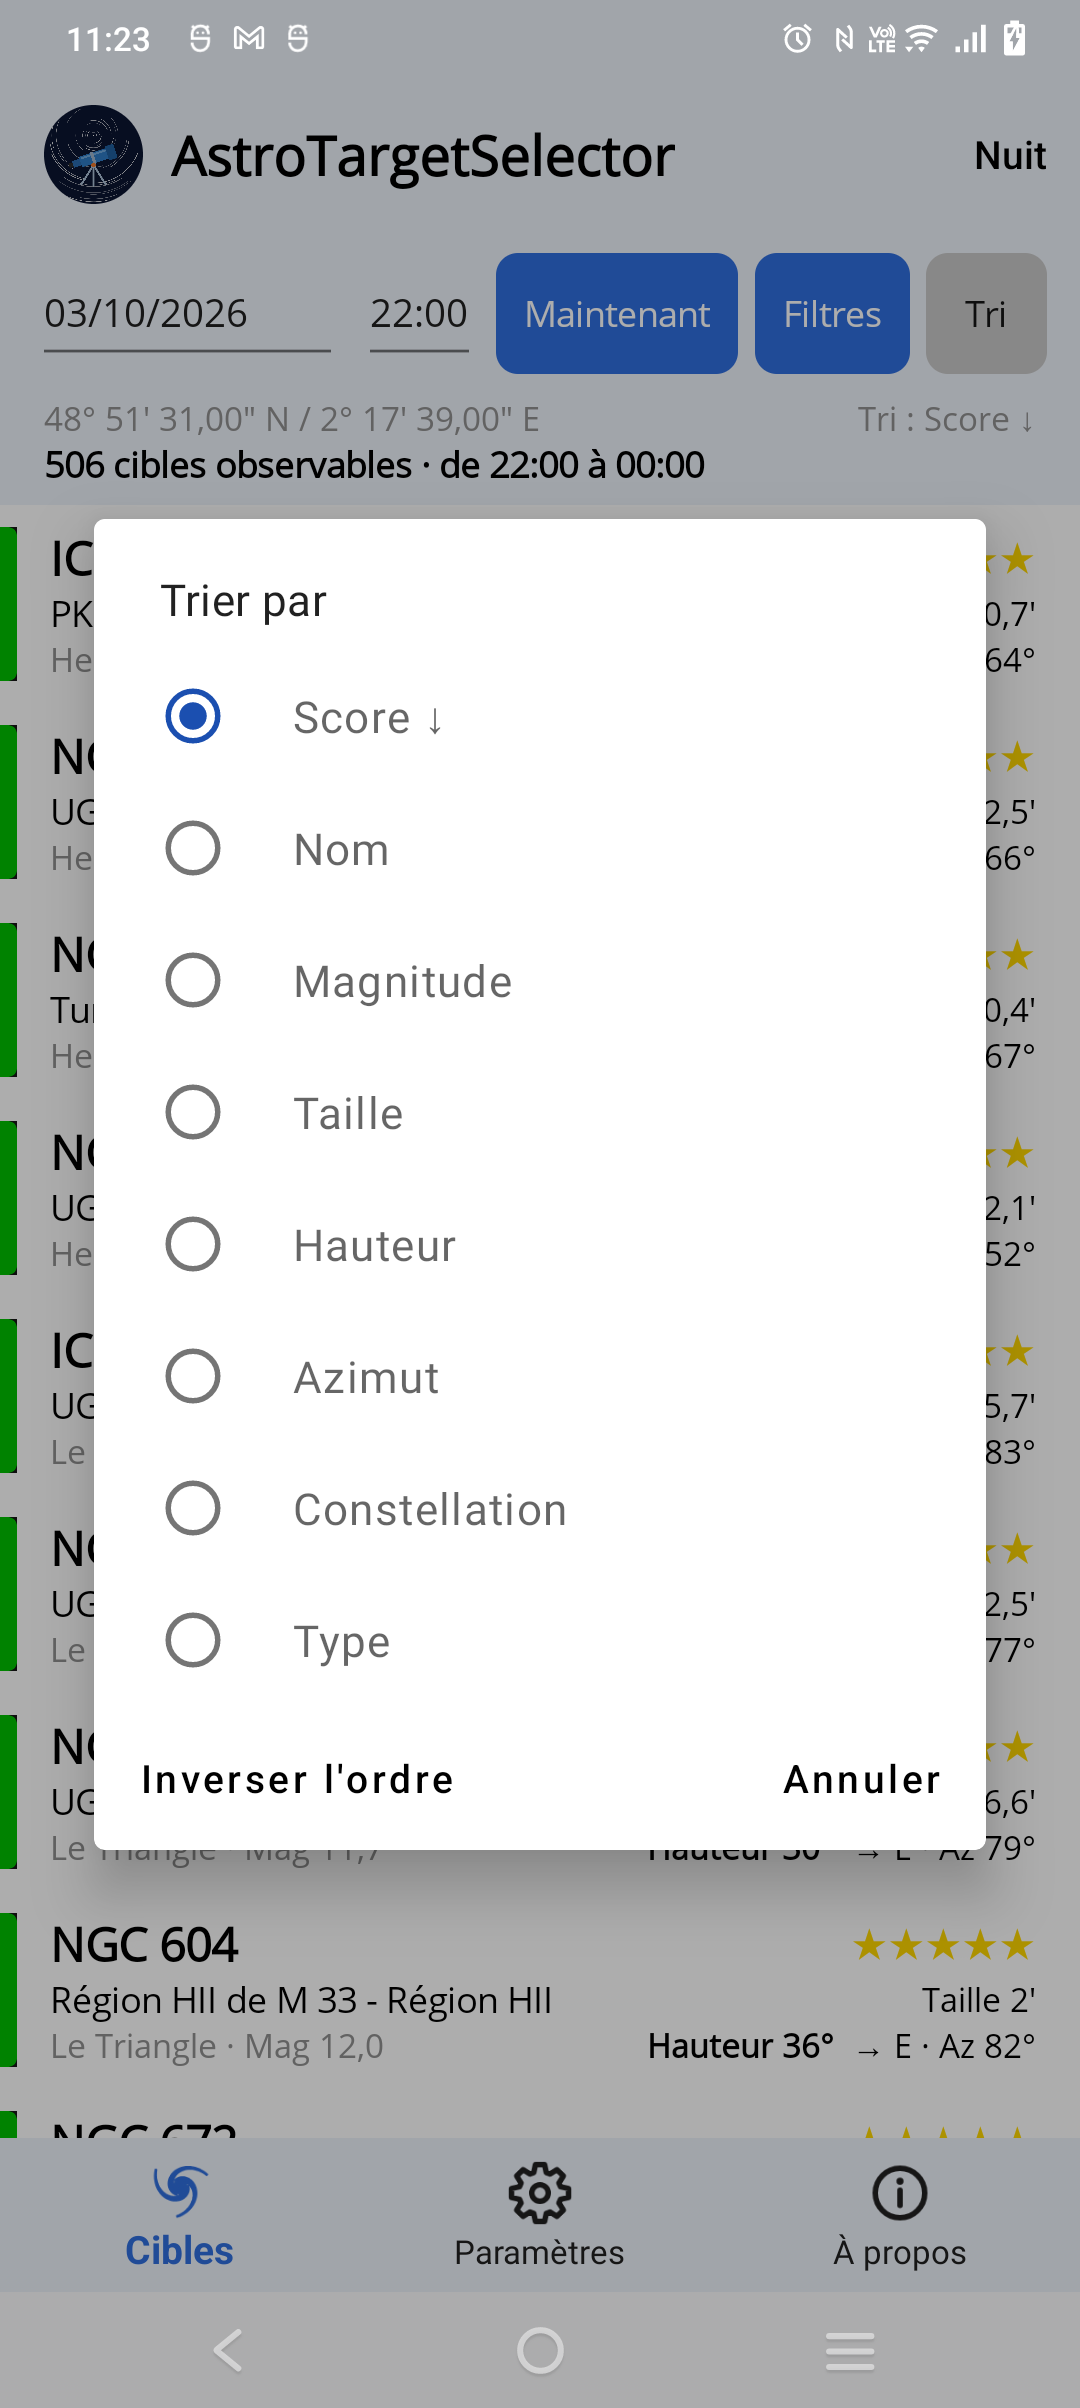 11:23
AstroTargetSelector
Nuit
03/10/2026
22:00
Maintenant
Filtres
Tri
48° 51' 31,00" N / 2° 17' 39,00" E
Tri : Score ↓
506 cibles observables · de 22:00 à 00:00
Trier par
Score ↓
Nom
Magnitude
Taille
Hauteur
Azimut
Constellation
Type
Inverser l'ordre
Annuler
NGC 604
Région HII de M 33 - Région HII
Taille 2'
Le Triangle · Mag 12,0
Hauteur 36° → E · Az 82°
Cibles
Paramètres
À propos